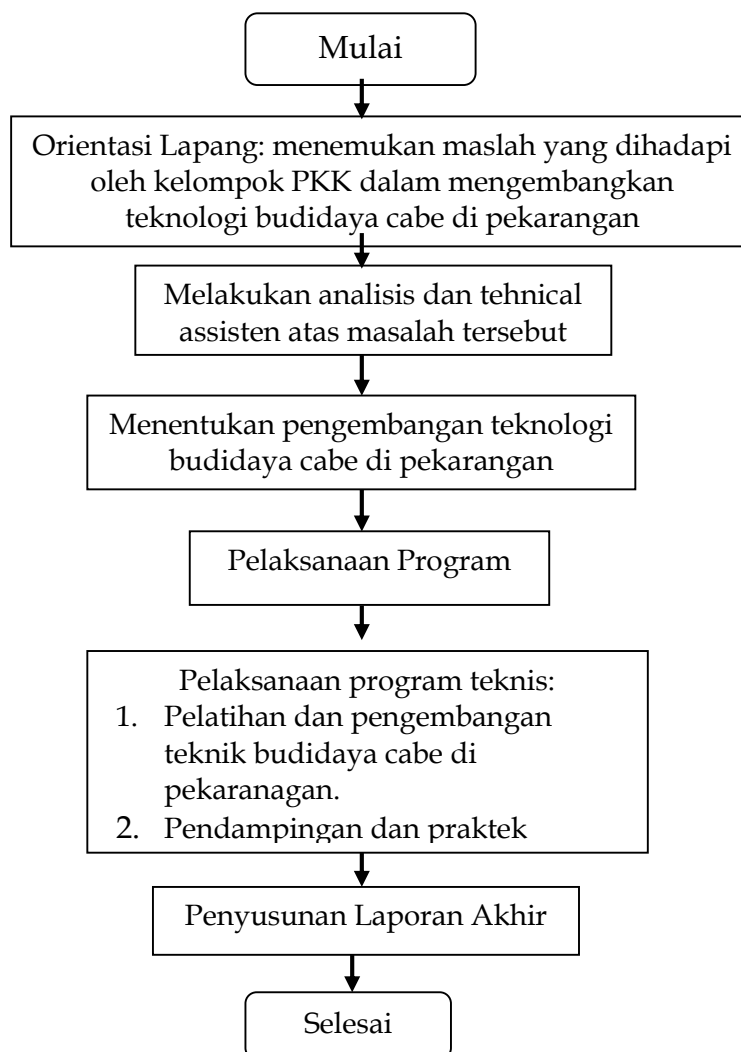 Mulai
Orientasi Lapang: menemukan maslah yang dihadapi
oleh kelompok PKK dalam mengembangkan
teknologi budidaya cabe di pekarangan
Melakukan analisis dan tehnical
assisten atas masalah tersebut
Menentukan pengembangan teknologi
budidaya cabe di pekarangan
Pelaksanaan Program
Pelaksanaan program teknis:
1. Pelatihan dan pengembangan
teknik budidaya cabe di
pekaranagan.
2. Pendampingan dan praktek
Penyusunan Laporan Akhir
Selesai